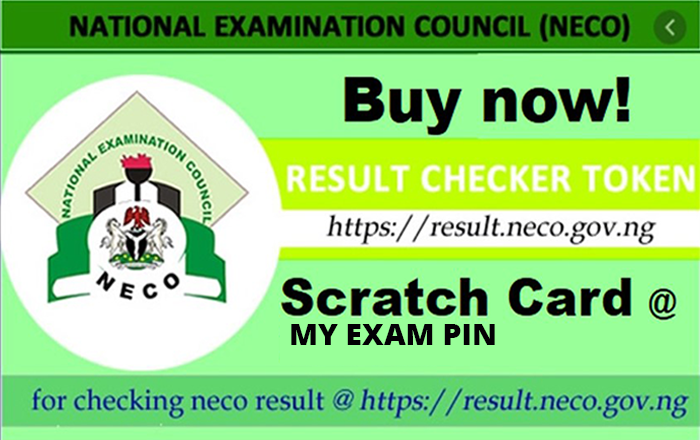 NATIONAL EXAMINATION COUNCIL (NECO)
Buy now!
NATIONAL EXAMINATION COUNCIL
NECO
RESULT CHECKER TOKEN
https://result.neco.gov.ng
Scratch Card @
MY EXAM PIN
for checking neco result @ https://result.neco.gov.ng